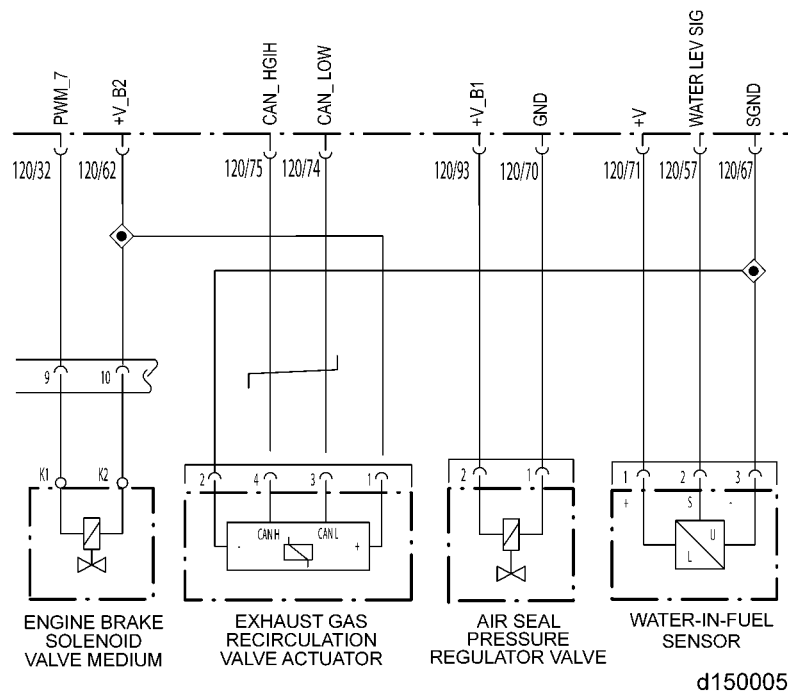 PWM_7
+V_B2
CAN_HGIH
CAN_LOW
+V_B1
GND
+V
WATER LEV SIG
SGND
120/32
120/62
120/75
120/74
120/93
120/70
120/71
120/57
120/67
9
10
K1
K2
2
4
3
1
2
1
1
2
3
+
S
-
-
CAN H
CAN L
+
U
L
ENGINE BRAKE
SOLENOID
VALVE MEDIUM
EXHAUST GAS
RECIRCULATION
VALVE ACTUATOR
AIR SEAL
PRESSURE
REGULATOR VALVE
WATER-IN-FUEL
SENSOR
d150005